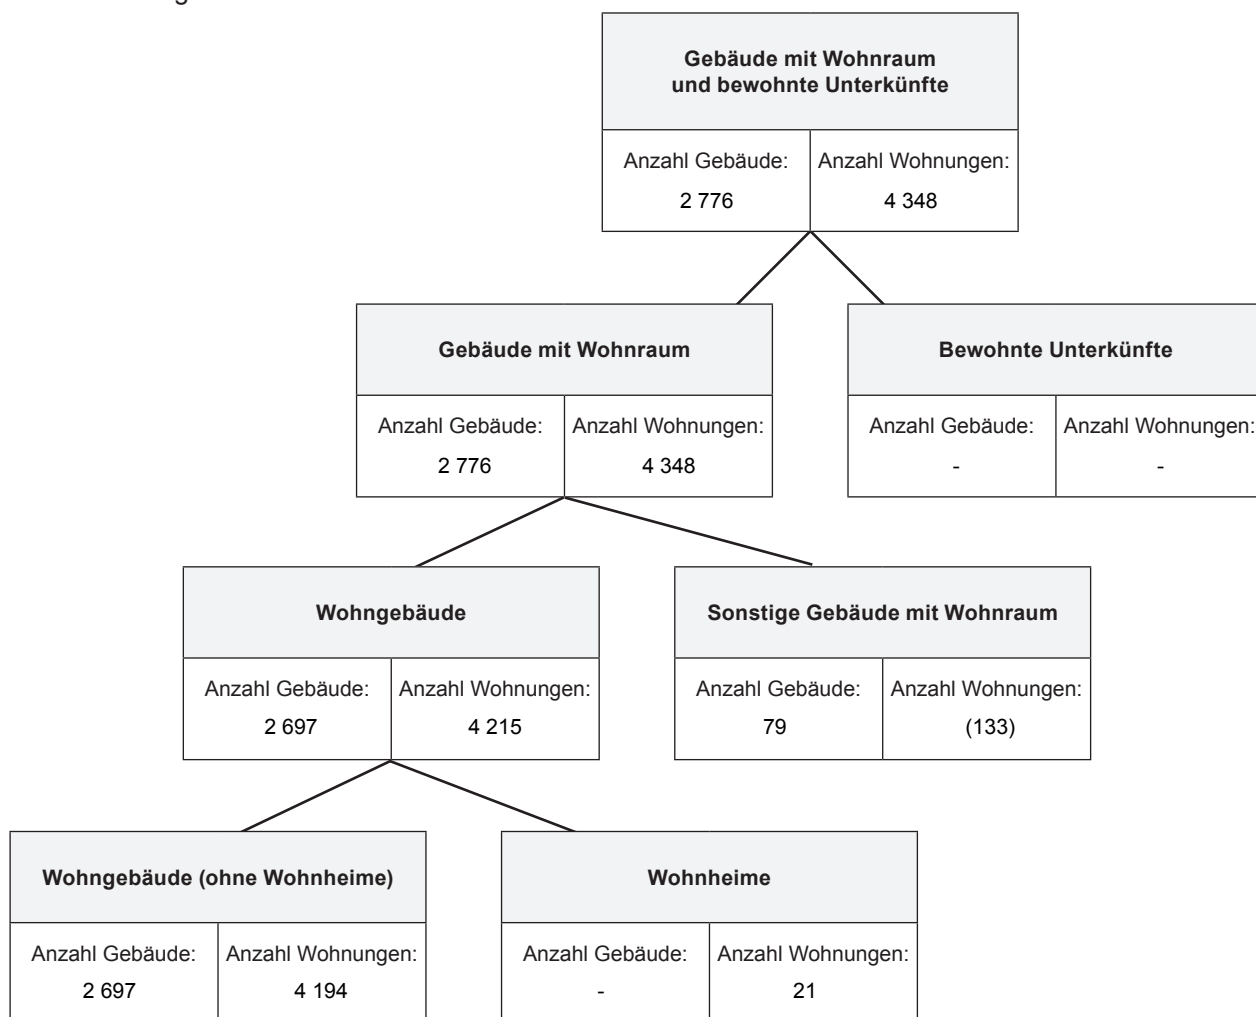 Gebäude mit Wohnraum
und bewohnte Unterkünfte
Anzahl Gebäude: Anzahl Wohnungen:
2 776 4 348
Gebäude mit Wohnraum
Anzahl Gebäude: Anzahl Wohnungen:
2 776 4 348
Bewohnte Unterkünfte
Anzahl Gebäude: Anzahl Wohnungen:
- -
Wohngebäude
Anzahl Gebäude: Anzahl Wohnungen:
2 697 4 215
Sonstige Gebäude mit Wohnraum
Anzahl Gebäude: Anzahl Wohnungen:
79 (133)
Wohngebäude (ohne Wohnheime)
Anzahl Gebäude: Anzahl Wohnungen:
2 697 4 194
Wohnheime
Anzahl Gebäude: Anzahl Wohnungen:
- 21